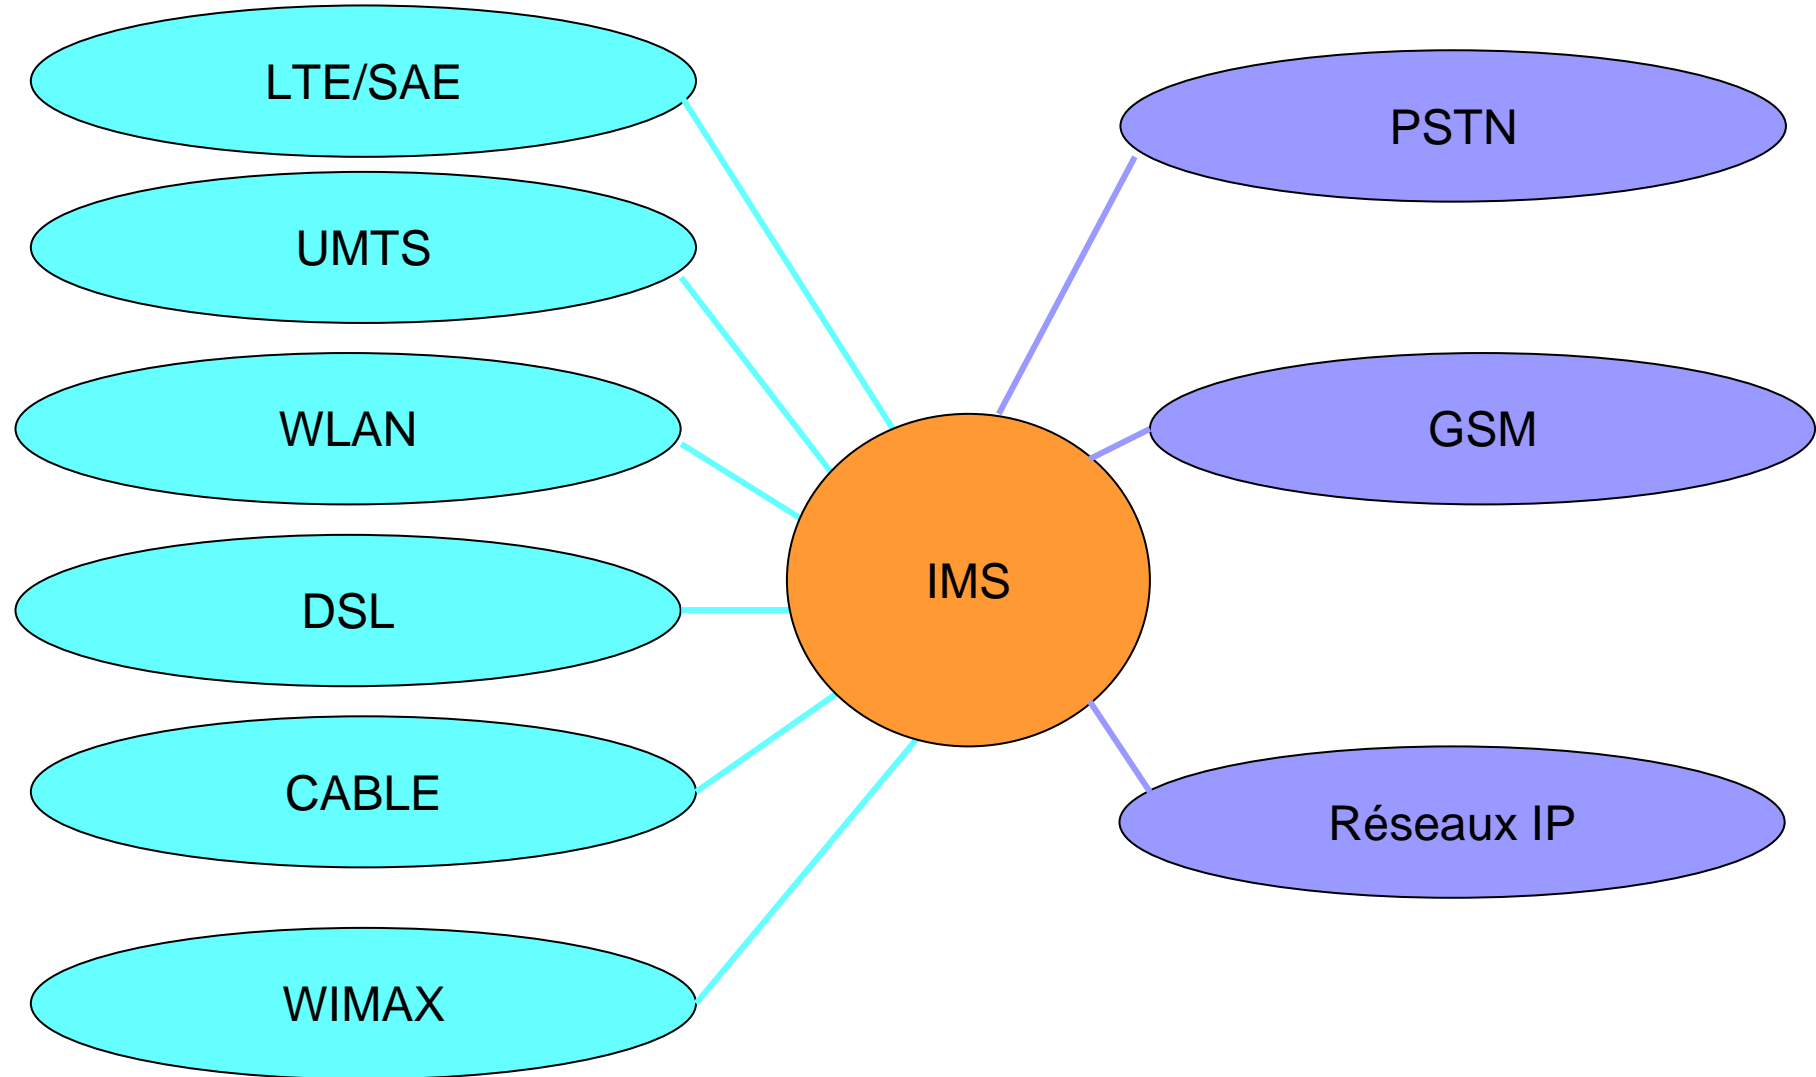 LTE/SAE
UMTS
WLAN
DSL
CABLE
WIMAX
IMS
PSTN
GSM
Réseaux IP